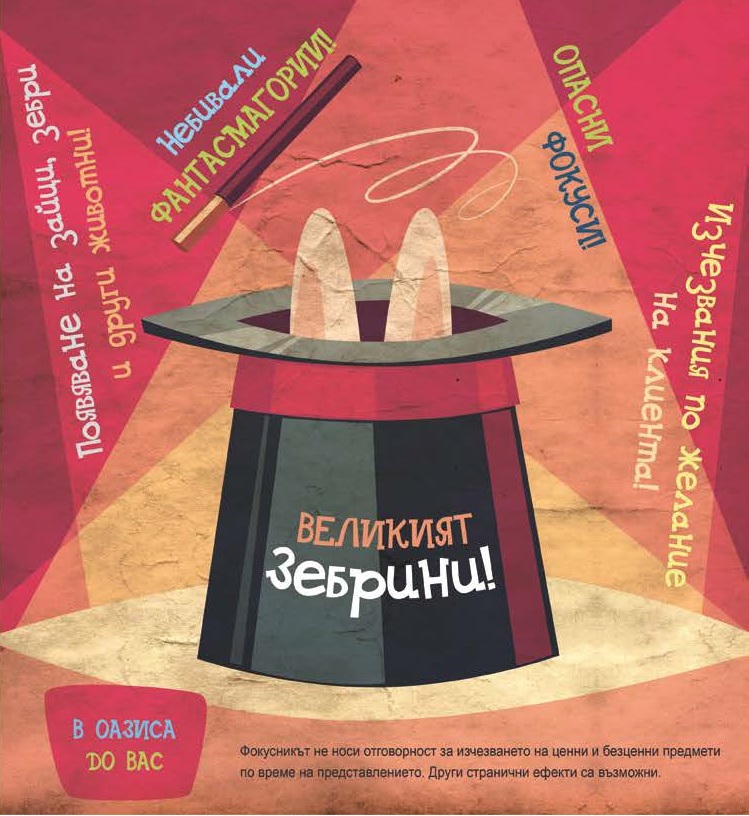 Небивали
ФАНТАСМАГОРИИ!
ОПАСНИ
ФОКУСИ!
Появяване на зайци, зебри
и други животни!
Изчезвания по желание
на клиента!
ВЕЛИКИЯТ
Зебрини!
В ОАЗИСА
ДО ВАС
Фокусникът не носи отговорност за изчезването на ценни и безценни предмети
по време на представлението. Други странични ефекти са възможни.